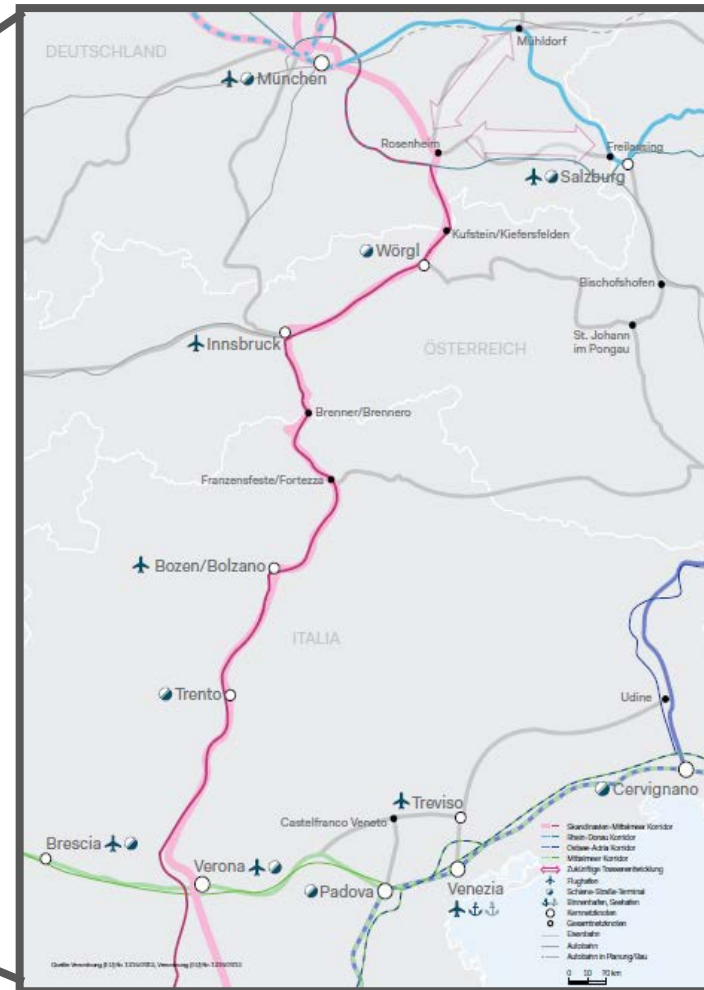 DEUTSCHLAND
Mühldorf
München
Rosenheim
Freilassing
Salzburg
Kufstein/Kiefersfelden
Wörgl
Bischofshofen
St. Johann
im Pongau
Innsbruck
ÖSTERREICH
Brenner/Brennero
Franzensfeste/Fortezza
Bozen/Bolzano
ITALIA
Trento
Udine
Cervignano
Treviso
Castelfranco Veneto
Brescia
Verona
Padova
Venezia
Skandinavien-Mittelmeer Korridor
Rhein-Donau Korridor
Ostsee-Adria Korridor
Mittelmeer Korridor
Zukünftige Trassenentwicklung
Flughafen
Schiene-Straße-Terminal
Binnenhafen, Seehafen
Kernnetzknoten
Gesamtnetzknoten
Eisenbahn
Autobahn
Autobahn in Planung/Bau
0 10 70 km